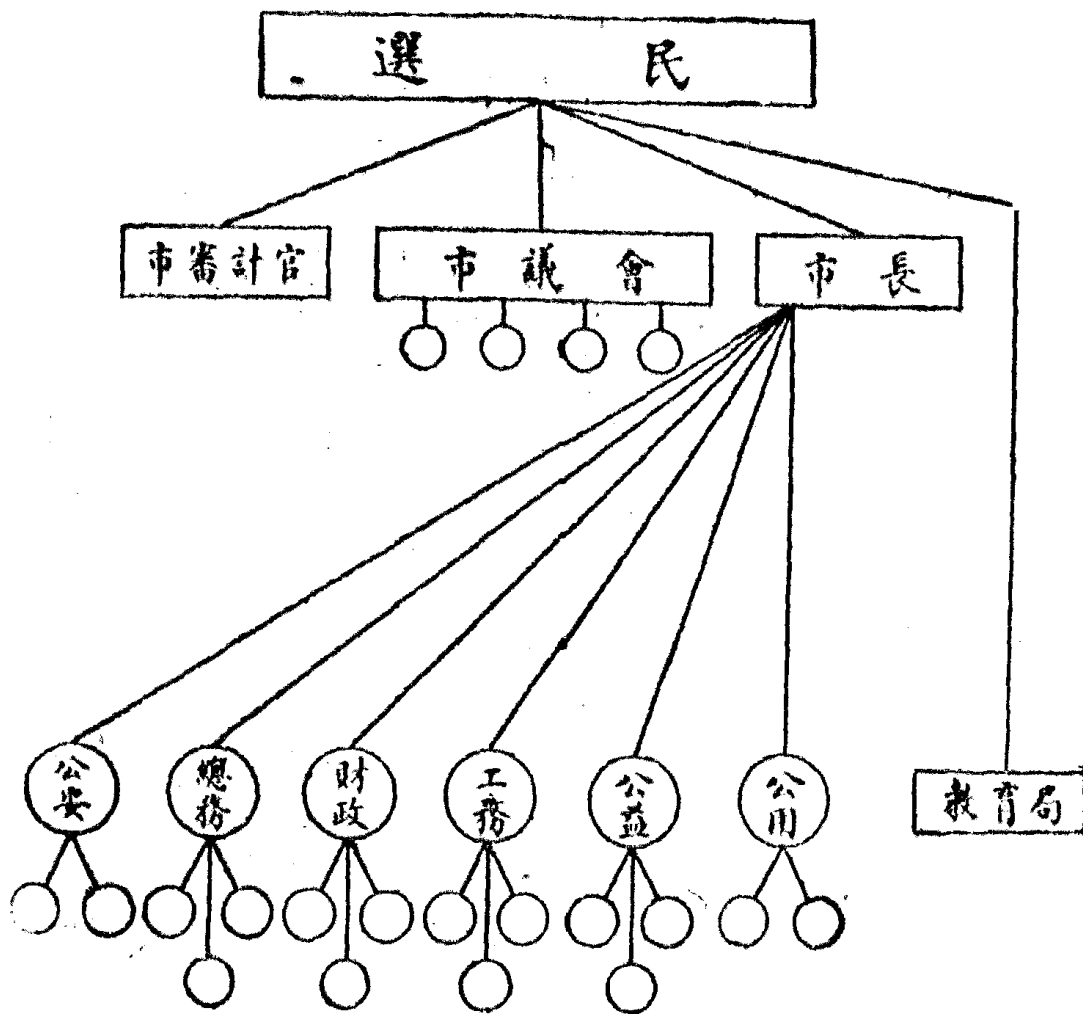 選民
市審計官
市議會
市長
公安
總務
財政
工務
公益
公用
教育局